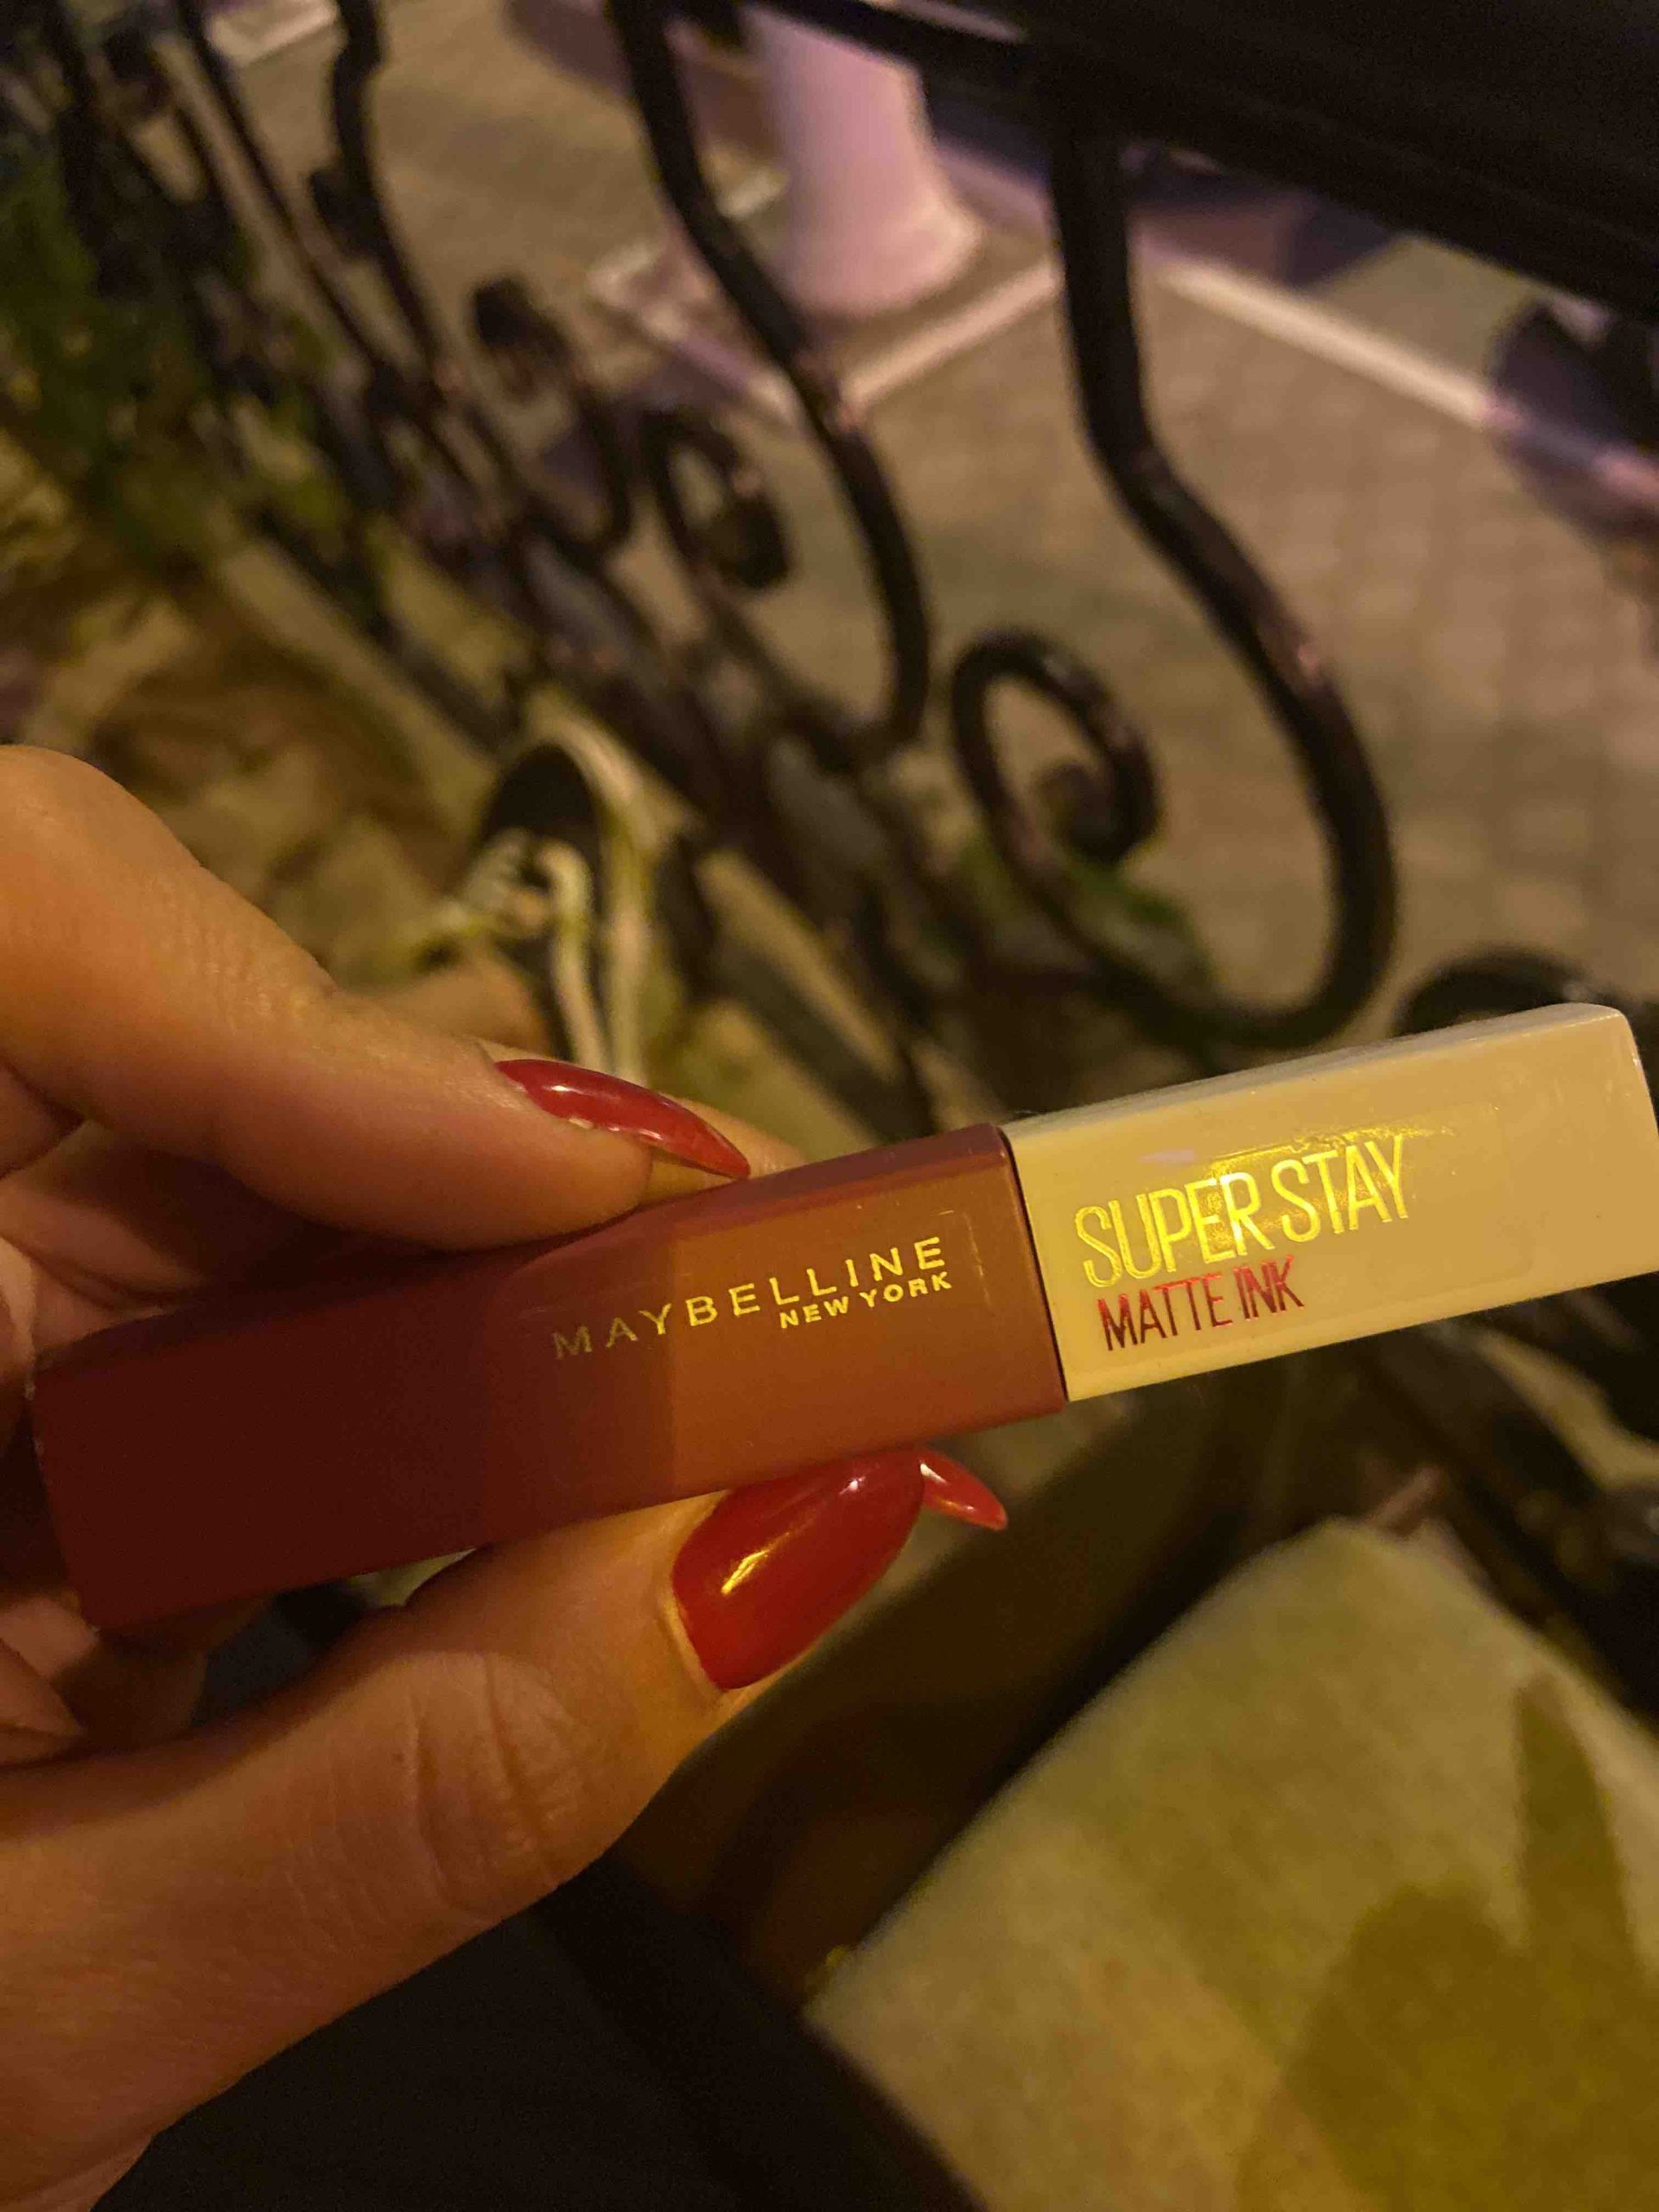 MAYBELLINE
NEW YORK
SUPER STAY
MATTE INK